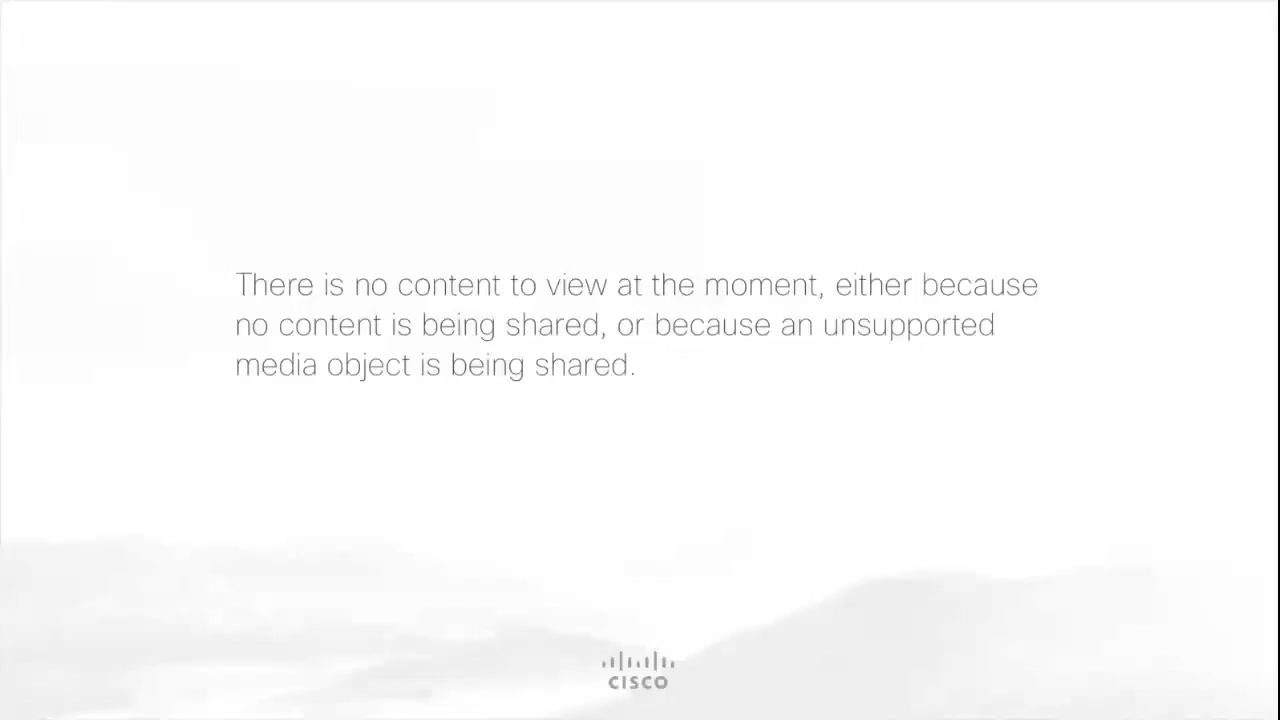 There is no content to view at the moment, either because
no content is being shared, or because an unsupported
media object is being shared.
CISCO